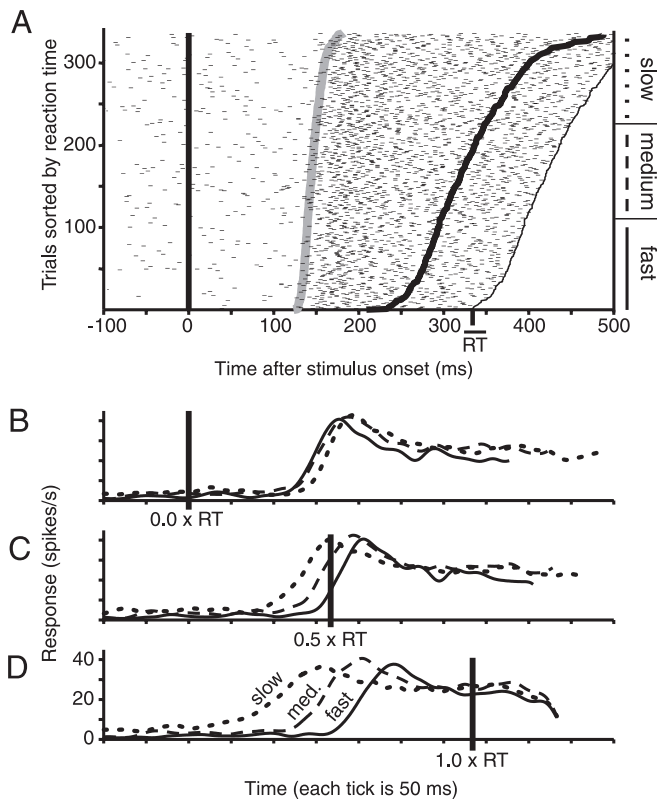 A
Trials sorted by reaction time
300
200
100
-100
0
100
200
300
400
500
RT
Time after stimulus onset (ms)
slow
medium
fast
B
0.0 x RT
C
0.5 x RT
Response (spikes/s)
D
40
20
0
slow
med.
fast
1.0 x RT
Time (each tick is 50 ms)